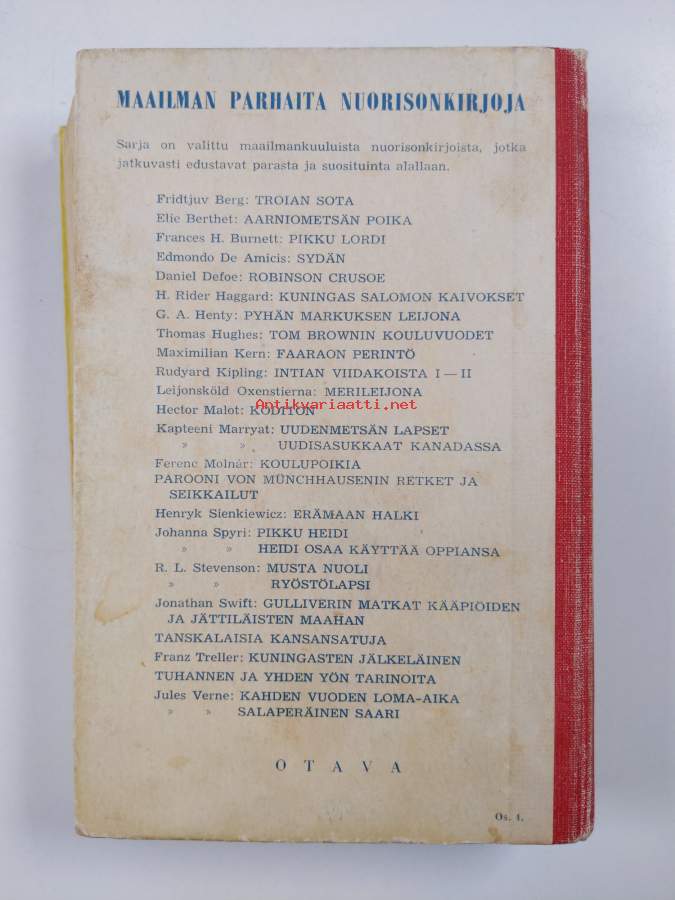 MAAILMAN PARHAITA NUORISONKIRJOJA
Sarja on valittu maailmankuuluista nuorisonkirjoista, jotka
jatkuvasti edustavat parasta ja suosituinta alallaan.
Fridtjuv Berg: TROIAN SOTA
Elie Berthet: AARNIOMETSÄN POIKA
Frances H. Burnett: PIKKU LORDI
Edmondo De Amicis: SYDÄN
Daniel Defoe: ROBINSON CRUSOE
H. Rider Haggard: KUNINGAS SALOMON KAIVOKSET
G. A. Henty: PYHÄN MARKUKSEN LEIJONA
Thomas Hughes: TOM BROWNIN KOULUVUODET
Maximilian Kern: FAARAON PERINTÖ
Rudyard Kipling: INTIAN VIIDAKOISTA I — II
Leijonsköld Oxenstierna: MERILEIJONA
Antikvariaatti.net
Hector Malot: KODITON
Kapteeni Marryat: UUDENMETSÄN LAPSET
» » UUDISASUKKAAT KANADASSA
Ferenc Molnár: KOULUPOIKIA
PAROONI VON MÜNCHHAUSENIN RETKET JA
SEIKKAILUT
Henryk Sienkiewicz: ERÄMAAN HALKI
Johanna Spyri: PIKKU HEIDI
» » HEIDI OSAA KÄYTTÄÄ OPPIANSA
R. L. Stevenson: MUSTA NUOLI
» » RYÖSTÖLAPSI
Jonathan Swift: GULLIVERIN MATKAT KÄÄPIÖIDEN
JA JÄTTILÄISTEN MAAHAN
TANSKALAISIA KANSANSATUJA
Franz Treller: KUNINGASTEN JÄLKELÄINEN
TUHANNEN JA YHDEN YÖN TARINOITA
Jules Verne: KAHDEN VUODEN LOMA-AIKA
» » SALAPERÄINEN SAARI
OTAVA
Os. 1.